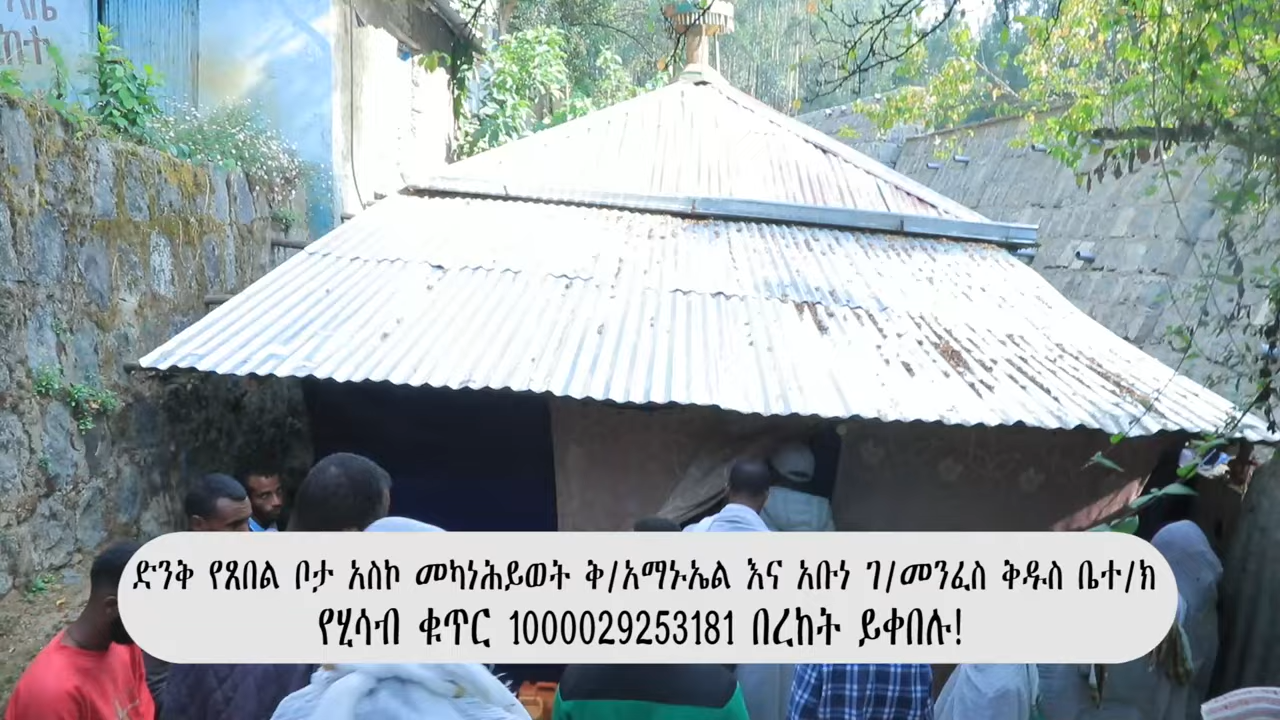 ድንቅ የጸበል ቦታ አስኮ መካነሕይወት ቅ/አማኑኤል እና አቡነ ገ/መንፈስ ቅዱስ ቤተ/ክ
የሂሳብ ቁጥር 1000029253181 በረከት ይቀበሉ!